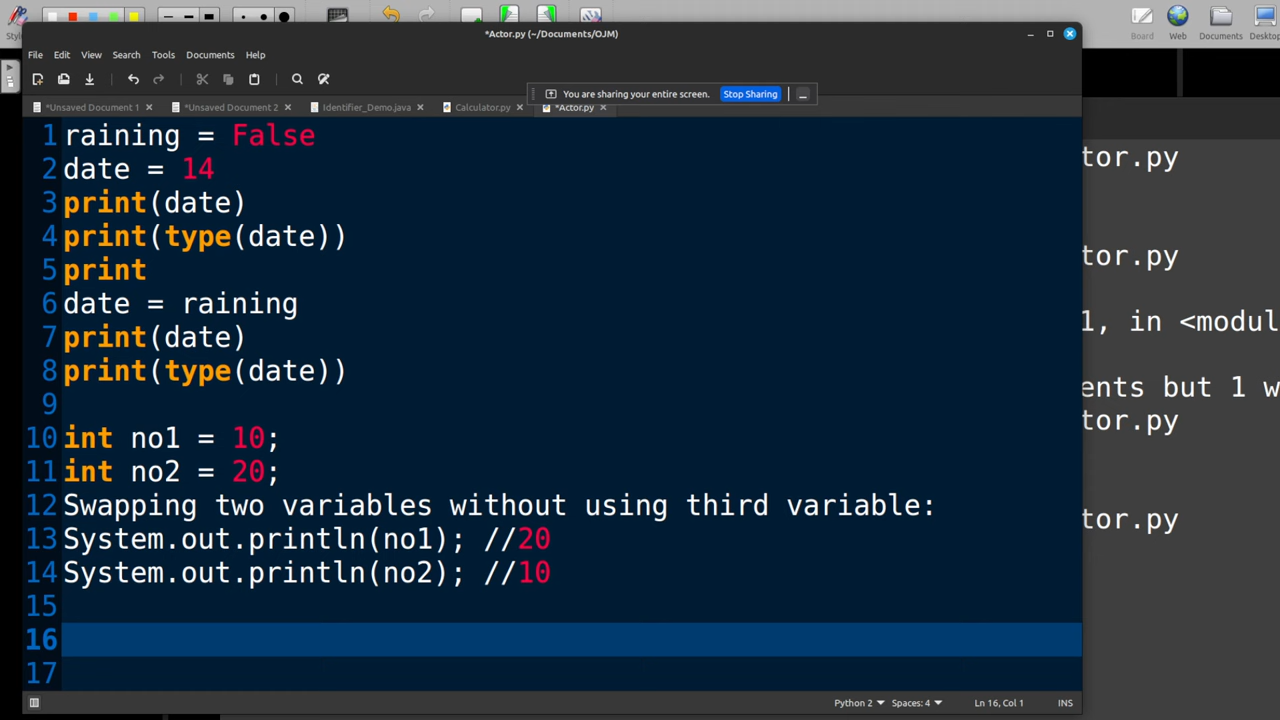 Style
Board
Web
Documents
Desktop
*Actor.py (~/Documents/OJM)
File Edit View Search Tools Documents Help
You are sharing your entire screen. Stop Sharing
*Unsaved Document 1 *Unsaved Document 2 Identifier_Demo.java Calculator.py *Actor.py
1 raining = False
2 date = 14
3 print(date)
4 print(type(date))
5 print
6 date = raining
7 print(date)
8 print(type(date))
9
10 int no1 = 10;
11 int no2 = 20;
12 Swapping two variables without using third variable:
13 System.out.println(no1); //20
14 System.out.println(no2); //10
15
16
17
tor.py
tor.py
1, in <modul
ents but 1 w
tor.py
tor.py
Python 2 Spaces: 4 Ln 16, Col 1 INS